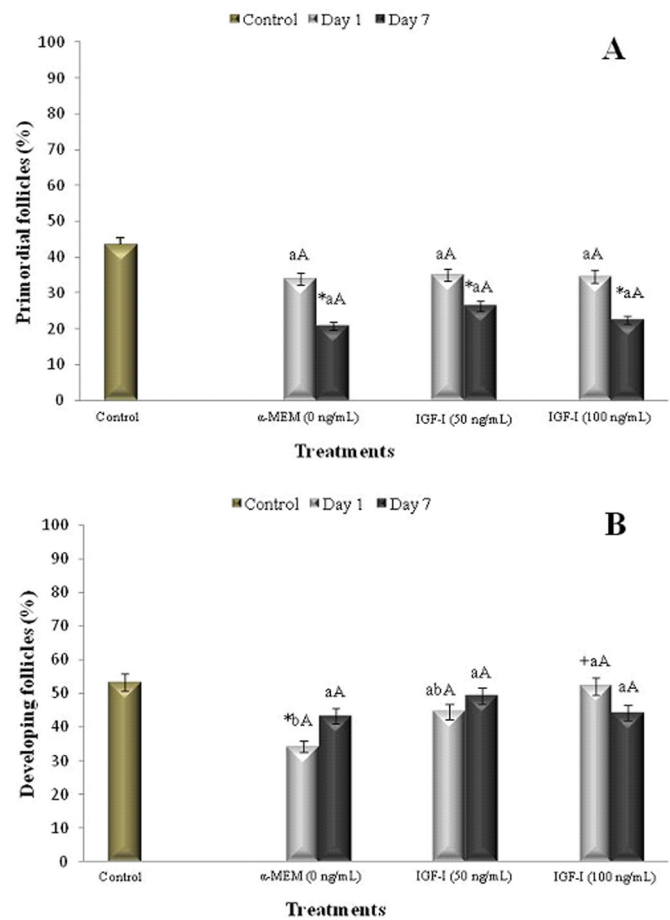 Control Day 1 Day 7
A
100
90
80
70
60
50
40
30
20
10
0
Primordial follicles (%)
aA *aA aA *aA aA *aA
Control α-MEM (0 ng/mL) IGF-I (50 ng/mL) IGF-I (100 ng/mL)
Treatments
Control Day 1 Day 7
B
100
90
80
70
60
50
40
30
20
10
0
Developing follicles (%)
*bA aA abA aA +aA aA
Control α-MEM (0 ng/mL) IGF-I (50 ng/mL) IGF-I (100 ng/mL)
Treatments